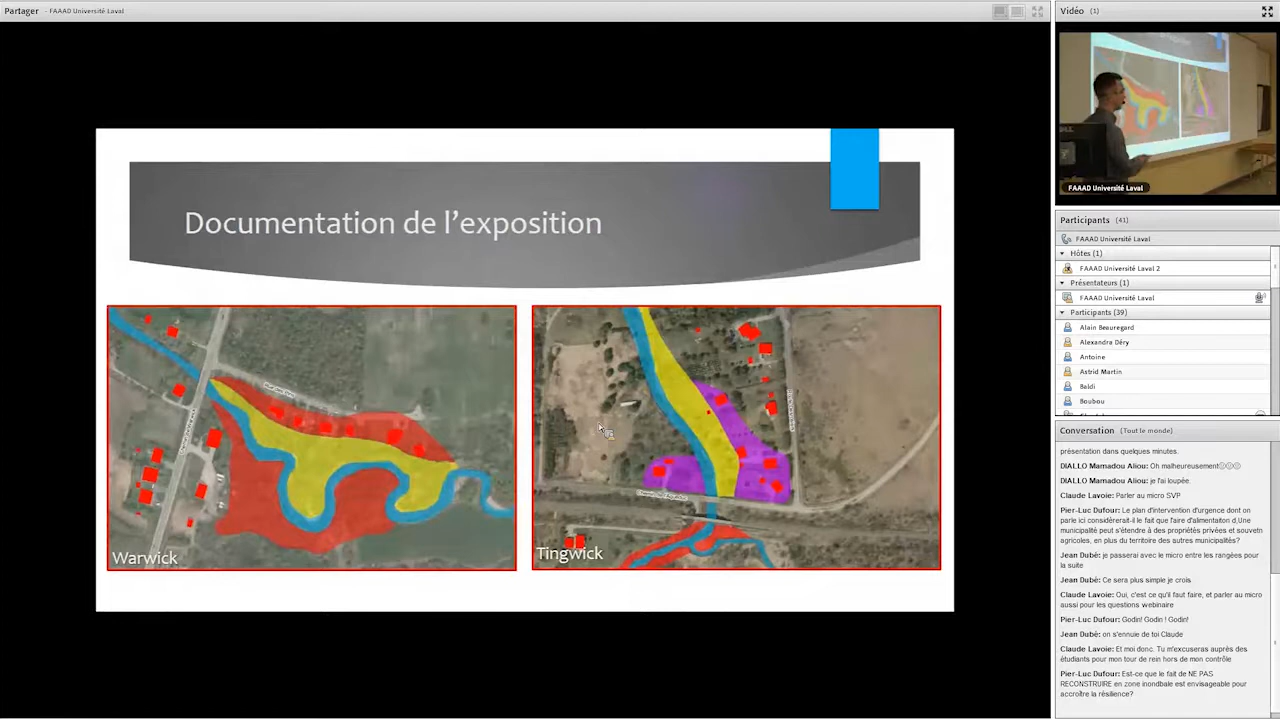 Partager - FAAAD Université Laval
Documentation de l’exposition
Warwick
Tingwick
Vidéo (1)
FAAAD Université Laval
Participants (41)
FAAAD Université Laval
Hôtes (1)
FAAAD Université Laval 2
Présentateurs (1)
FAAAD Université Laval
Participants (39)
Alain Beauregard
Alexandra Déry
Antoine
Astrid Martin
Baldi
Boubou
Conversation (Tout le monde)
présentation dans quelques minutes.
DIALLO Mamadou Aliou: Oh malheureusement☹☹☹
DIALLO Mamadou Aliou: je l'ai loupée.
Claude Lavoie: Parler au micro SVP
Pier-Luc Dufour: Le plan d'intervention d'urgence dont on
parle ici considèrerait-il le fait que l'aire d'alimentaiton d,Une
municipalité peut s'étendre à des propriétés privées et souvetn
agricoles, en plus du territoire des autres municipalités?
Jean Dubé: je passerai avec le micro entre les rangées pour
la suite
Jean Dubé: Ce sera plus simple je crois
Claude Lavoie: Oui, c'est ce qu'il faut faire, et parler au micro
aussi pour les questions webinaire
Pier-Luc Dufour: Godin! Godin ! Godin!
Jean Dubé: on s'ennuie de toi Claude
Claude Lavoie: Et moi donc. Tu m'excuseras auprès des
étudiants pour mon tour de rein hors de mon contrôle
Pier-Luc Dufour: Est-ce que le fait de NE PAS
RECONSTRUIRE en zone inondbale est envisageable pour
accroître la résilience?